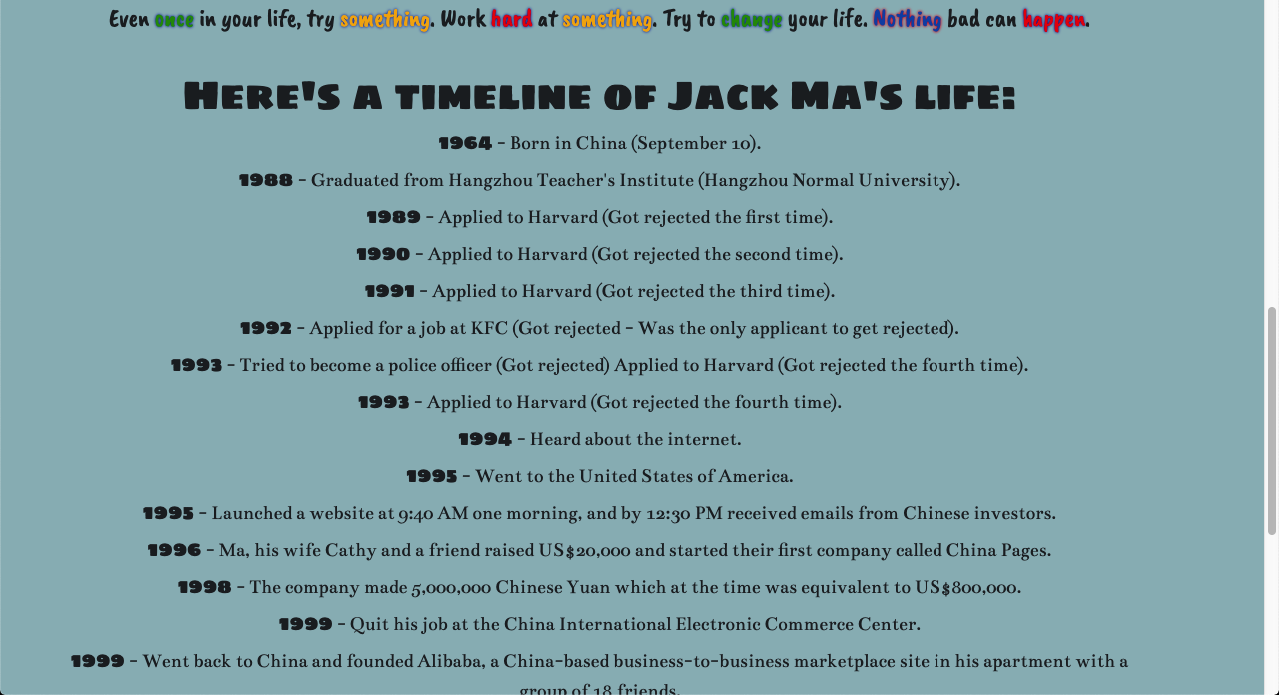 Even once in your life, try something. Work hard at something. Try to change your life. Nothing bad can happen.
Here's a timeline of Jack Ma's life:
1964 - Born in China (September 10).
1988 - Graduated from Hangzhou Teacher's Institute (Hangzhou Normal University).
1989 - Applied to Harvard (Got rejected the first time).
1990 - Applied to Harvard (Got rejected the second time).
1991 - Applied to Harvard (Got rejected the third time).
1992 - Applied for a job at KFC (Got rejected - Was the only applicant to get rejected).
1993 - Tried to become a police officer (Got rejected) Applied to Harvard (Got rejected the fourth time).
1993 - Applied to Harvard (Got rejected the fourth time).
1994 - Heard about the internet.
1995 - Went to the United States of America.
1995 - Launched a website at 9:40 AM one morning, and by 12:30 PM received emails from Chinese investors.
1996 - Ma, his wife Cathy and a friend raised US$20,000 and started their first company called China Pages.
1998 - The company made 5,000,000 Chinese Yuan which at the time was equivalent to US$800,000.
1999 - Quit his job at the China International Electronic Commerce Center.
1999 - Went back to China and founded Alibaba, a China-based business-to-business marketplace site in his apartment with a
group of 18 friends.